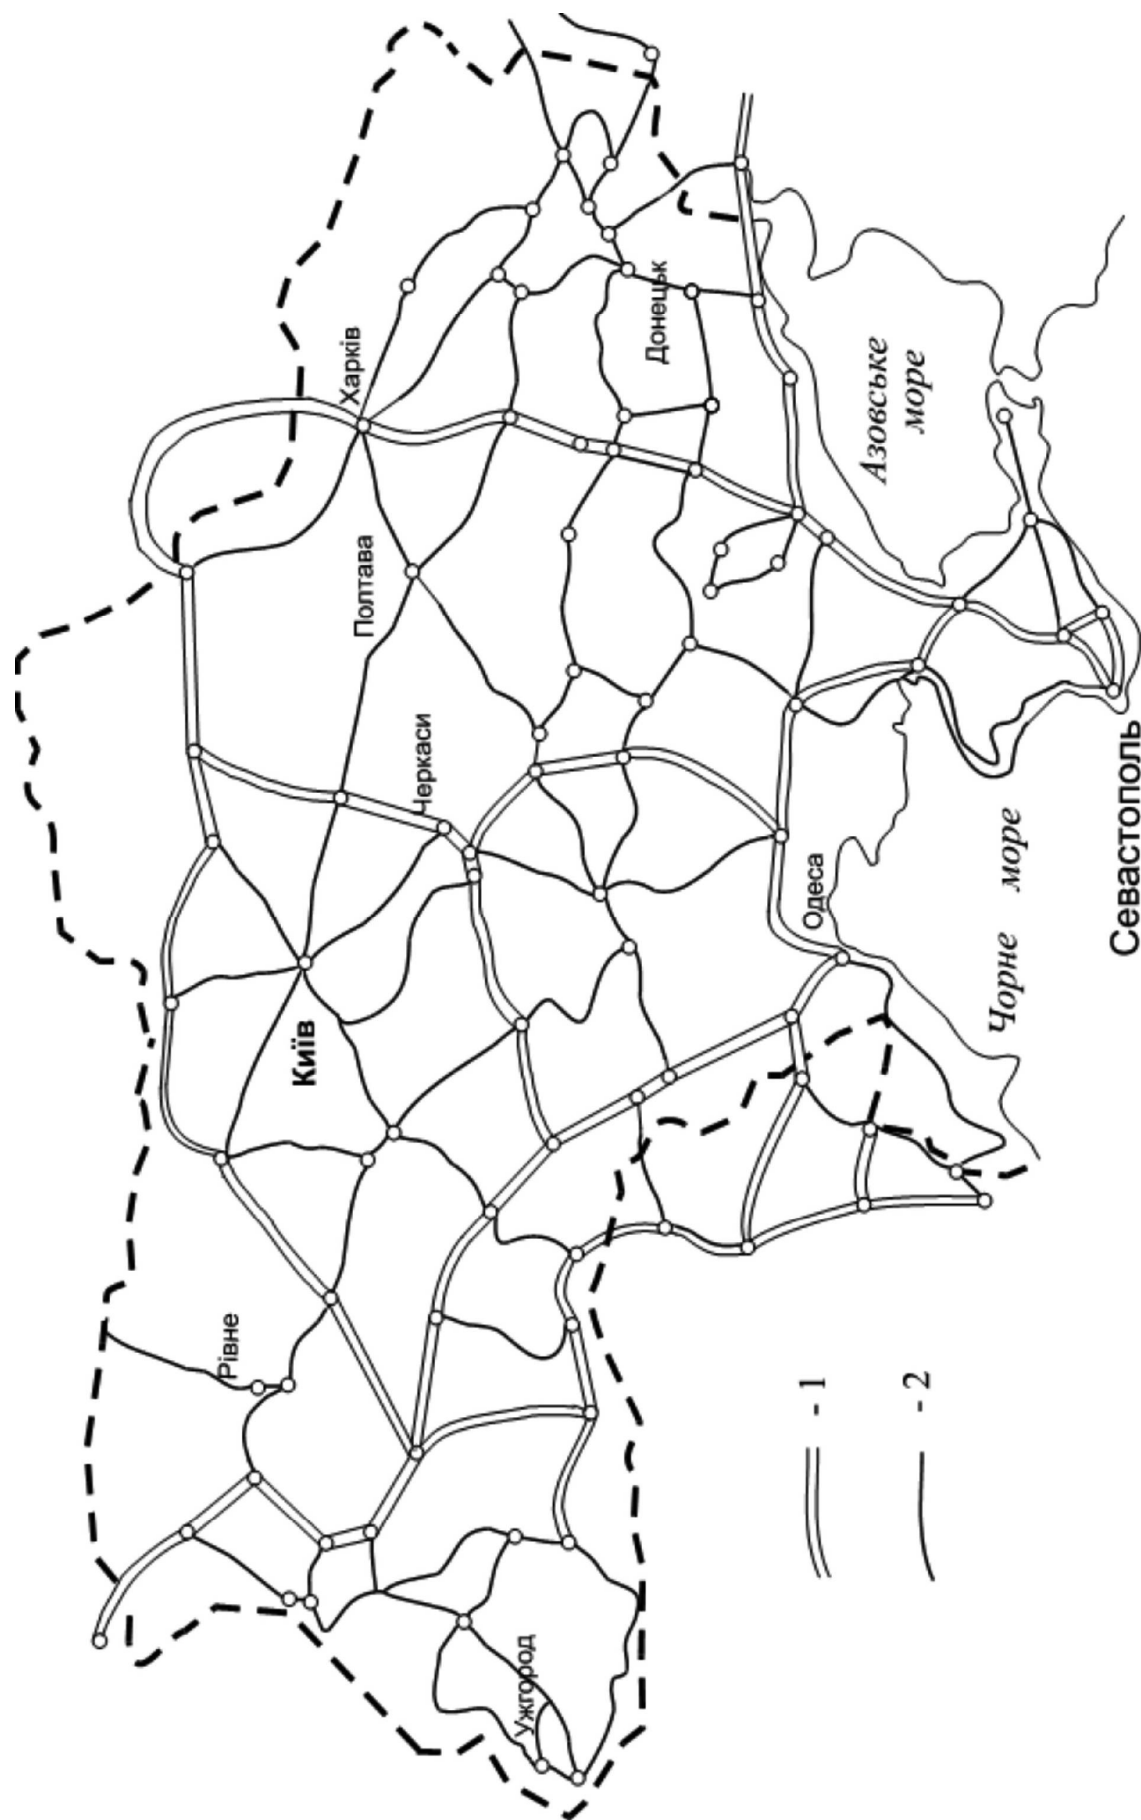 Харків
Полтава
Черкаси
Київ
Рівне
Ужгород
Донецьк
Азовське
море
Одеса
Чорне море
Севастополь
- 1
- 2